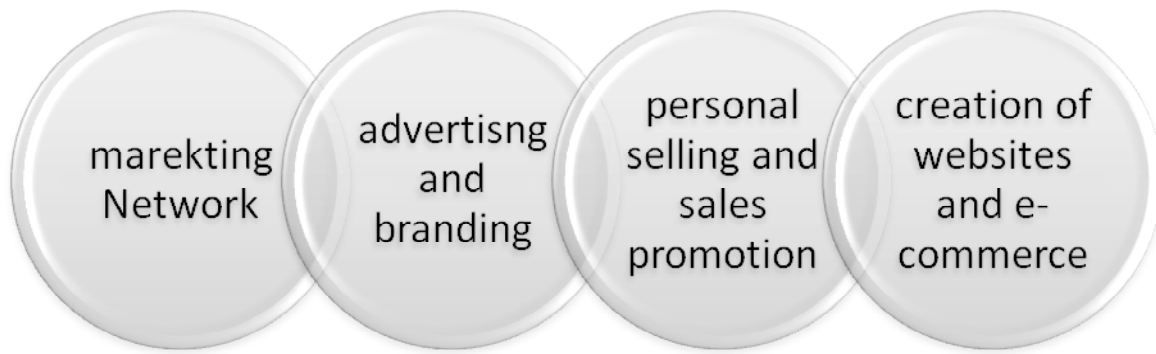 marekting
Network
advertisng
and
branding
personal
selling and
sales
promotion
creation of
websites
and e-
commerce